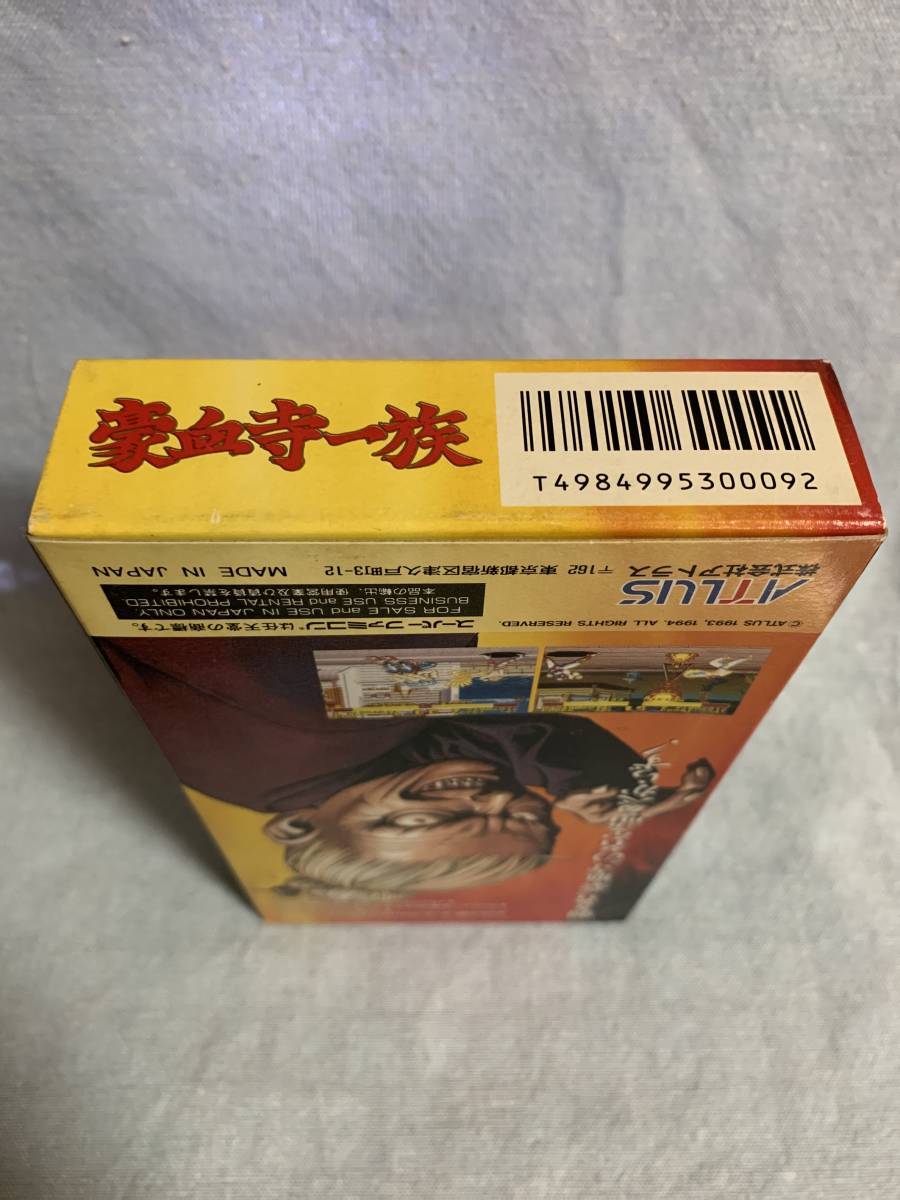 豪血寺一族
T4984995300092
©ATLUS 1993, 1994, ALL RIGHTS RESERVED.
スーパーファミコン®は任天堂の商標です。
FOR SALE and USE IN JAPAN ONLY
BUSINESS USE and RENTAL PROHIBITED
本品の輸出、使用営業及び賃貸を禁じます。
ATLUS
株式会社アトラス
〒162 東京都新宿区津久戸町3-12
MADE IN JAPAN